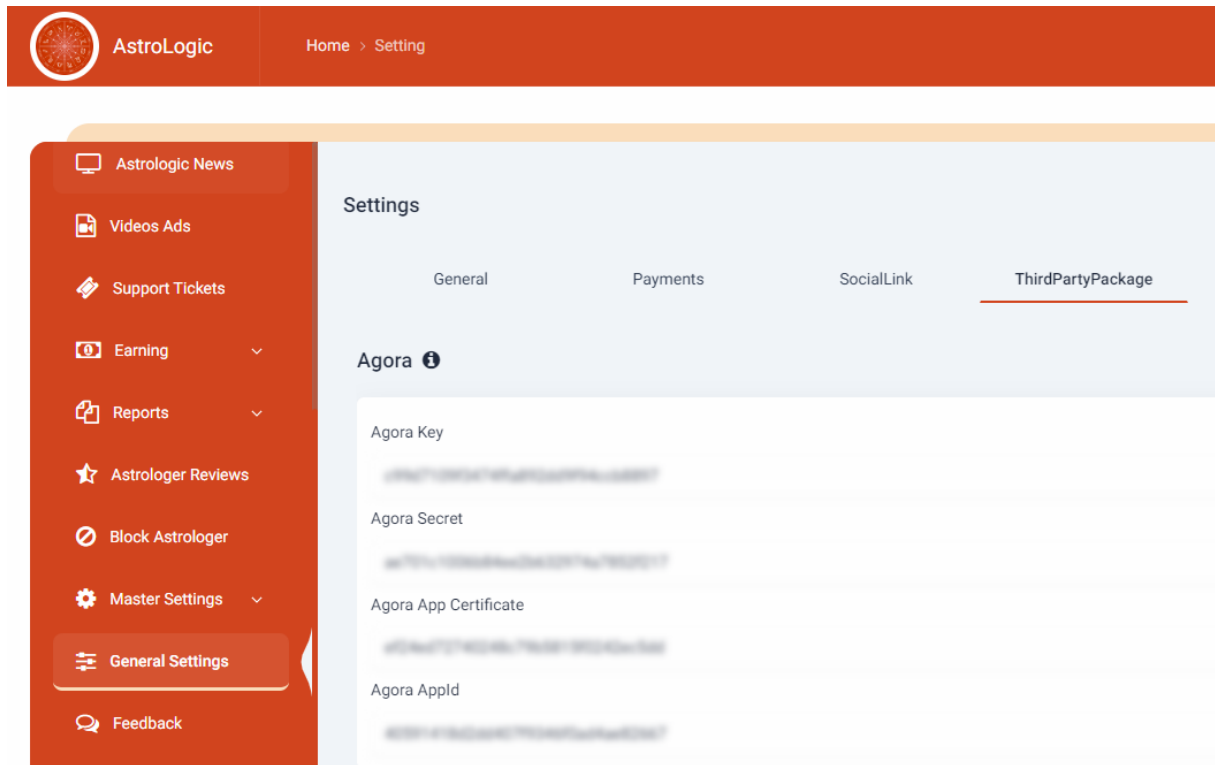 AstroLogic
Home > Setting
Astrologic News
Videos Ads
Support Tickets
Earning
Reports
Astrologer Reviews
Block Astrologer
Master Settings
General Settings
Feedback
Settings
General Payments SocialLink ThirdPartyPackage
Agora
Agora Key
Agora Secret
Agora App Certificate
Agora AppId